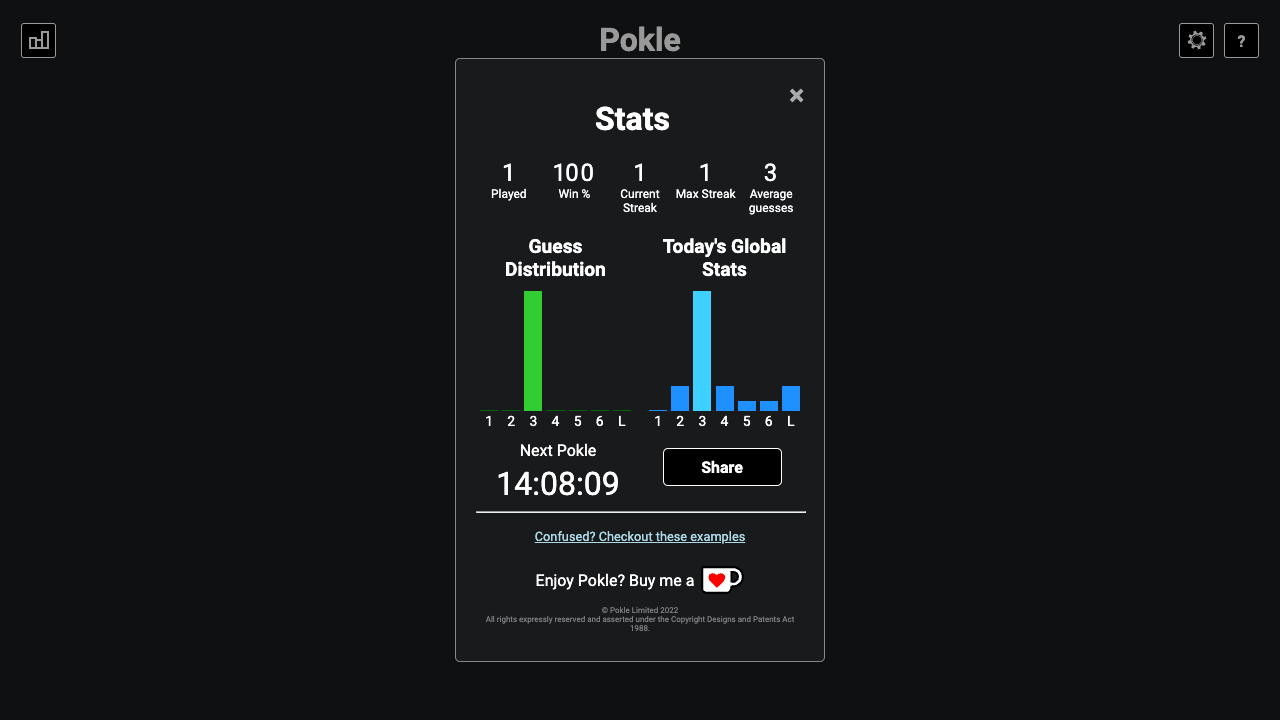 Pokle
?
×
Stats
1 100 1 1 3
Played Win % Current Max Streak Average
Streak guesses
Guess
Distribution
Today's Global
Stats
1 2 3 4 5 6 L
1 2 3 4 5 6 L
Next Pokle
14:08:09
Share
Confused? Checkout these examples
Enjoy Pokle? Buy me a
© Pokle Limited 2022
All rights expressly reserved and asserted under the Copyright Designs and Patents Act
1988.